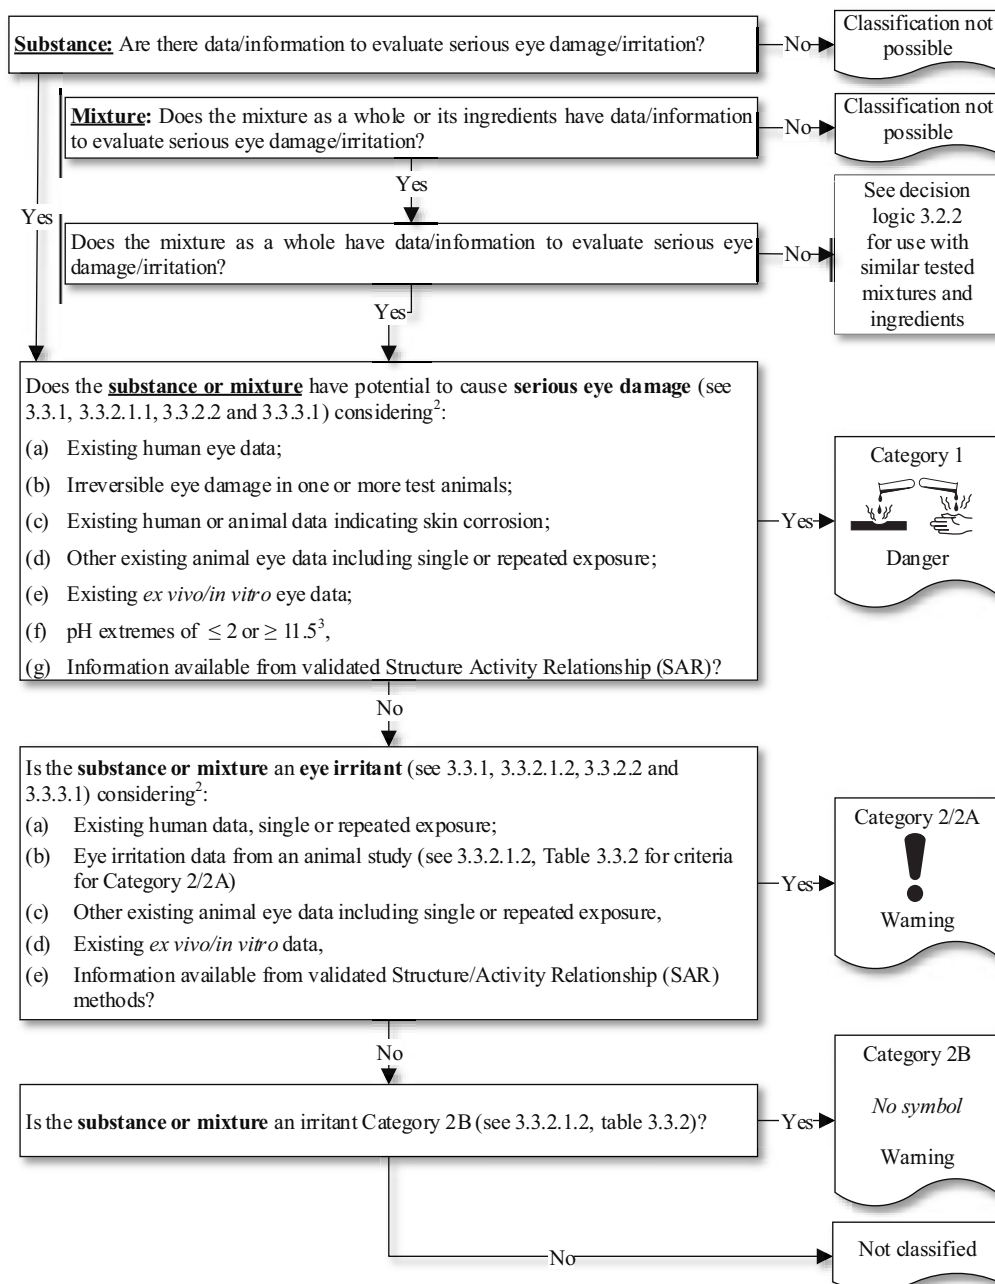 Substance: Are there data/information to evaluate serious eye damage/irritation?
No
Classification not
possible
Mixture: Does the mixture as a whole or its ingredients have data/information
to evaluate serious eye damage/irritation?
No
Classification not
possible
Yes
Yes
Does the mixture as a whole have data/information to evaluate serious eye
damage/irritation?
No
See decision
logic 3.2.2
for use with
similar tested
mixtures and
ingredients
Yes
Does the substance or mixture have potential to cause serious eye damage (see
3.3.1, 3.3.2.1.1, 3.3.2.2 and 3.3.3.1) considering²:
(a) Existing human eye data;
(b) Irreversible eye damage in one or more test animals;
(c) Existing human or animal data indicating skin corrosion;
(d) Other existing animal eye data including single or repeated exposure;
(e) Existing ex vivo/in vitro eye data;
(f) pH extremes of ≤ 2 or ≥ 11.5³,
(g) Information available from validated Structure Activity Relationship (SAR)?
Yes
Category 1
Danger
No
Is the substance or mixture an eye irritant (see 3.3.1, 3.3.2.1.2, 3.3.2.2 and
3.3.3.1) considering²:
(a) Existing human data, single or repeated exposure;
(b) Eye irritation data from an animal study (see 3.3.2.1.2, Table 3.3.2 for criteria
for Category 2/2A)
(c) Other existing animal eye data including single or repeated exposure,
(d) Existing ex vivo/in vitro data,
(e) Information available from validated Structure/Activity Relationship (SAR)
methods?
Yes
Category 2/2A
Warning
No
Is the substance or mixture an irritant Category 2B (see 3.3.2.1.2, table 3.3.2)?
Yes
Category 2B
No symbol
Warning
No
Not classified